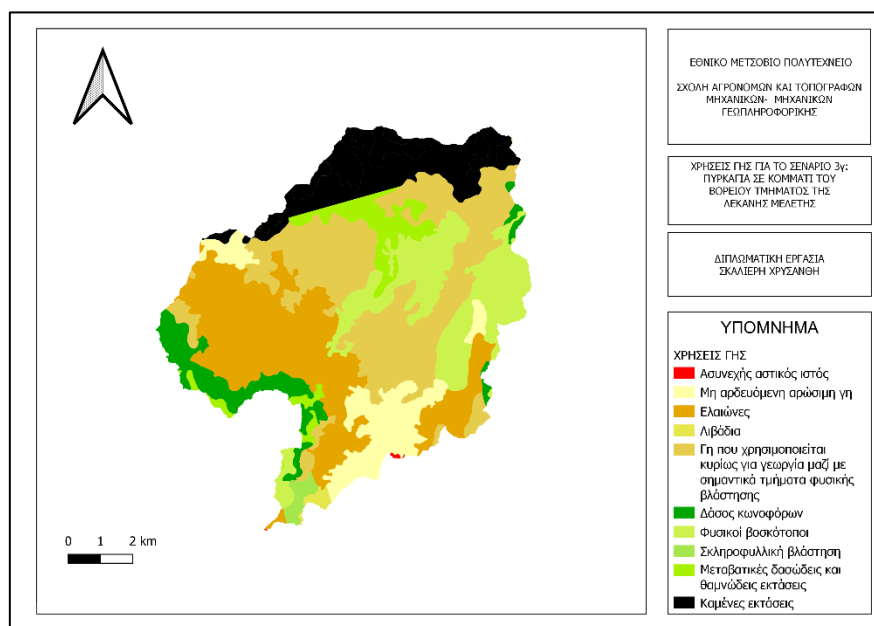 ΕΘΝΙΚΟ ΜΕΤΣΟΒΙΟ ΠΟΛΥΤΕΧΝΕΙΟ
ΣΧΟΛΗ ΑΓΡΟΝΟΜΩΝ ΚΑΙ ΤΟΠΟΓΡΑΦΩΝ
ΜΗΧΑΝΙΚΩΝ- ΜΗΧΑΝΙΚΩΝ
ΓΕΩΠΛΗΡΟΦΟΡΙΚΗΣ
ΧΡΗΣΕΙΣ ΓΗΣ ΓΙΑ ΤΟ ΣΕΝΑΡΙΟ 3γ:
ΠΥΡΚΑΓΙΑ ΣΕ ΚΟΜΜΑΤΙ ΤΟΥ
ΒΟΡΕΙΟΥ ΤΜΗΜΑΤΟΣ ΤΗΣ
ΛΕΚΑΝΗΣ ΜΕΛΕΤΗΣ
ΔΙΠΛΩΜΑΤΙΚΗ ΕΡΓΑΣΙΑ
ΣΚΑΛΙΕΡΗ ΧΡΥΣΑΝΘΗ
ΥΠΟΜΝΗΜΑ
ΧΡΗΣΕΙΣ ΓΗΣ
Ασυνεχής αστικός ιστός
Μη αρδευόμενη αρώσιμη γη
Ελαιώνες
Λιβάδια
Γη που χρησιμοποιείται
κυρίως για γεωργία μαζί με
σημαντικά τμήματα φυσικής
βλάστησης
Δάσος κωνοφόρων
Φυσικοί βοσκότοποι
Σκληροφυλλική βλάστηση
Μεταβατικές δασώδεις και
θαμνώδεις εκτάσεις
Καμένες εκτάσεις
0 1 2 km